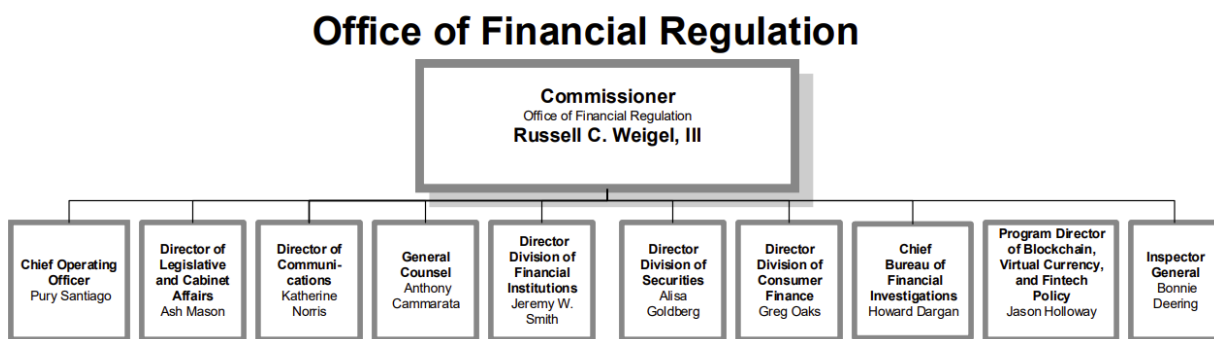 Office of Financial Regulation
Commissioner
Office of Financial Regulation
Russell C. Weigel, III
Chief Operating
Officer
Pury Santiago
Director of
Legislative
and Cabinet
Affairs
Ash Mason
Director of
Communi-
cations
Katherine
Norris
General
Counsel
Anthony
Cammarata
Director
Division of
Financial
Institutions
Jeremy W.
Smith
Director
Division of
Securities
Alisa
Goldberg
Director
Division of
Consumer
Finance
Greg Oaks
Chief
Bureau of
Financial
Investigations
Howard Dargan
Program Director
of Blockchain,
Virtual Currency,
and Fintech
Policy
Jason Holloway
Inspector
General
Bonnie
Deering